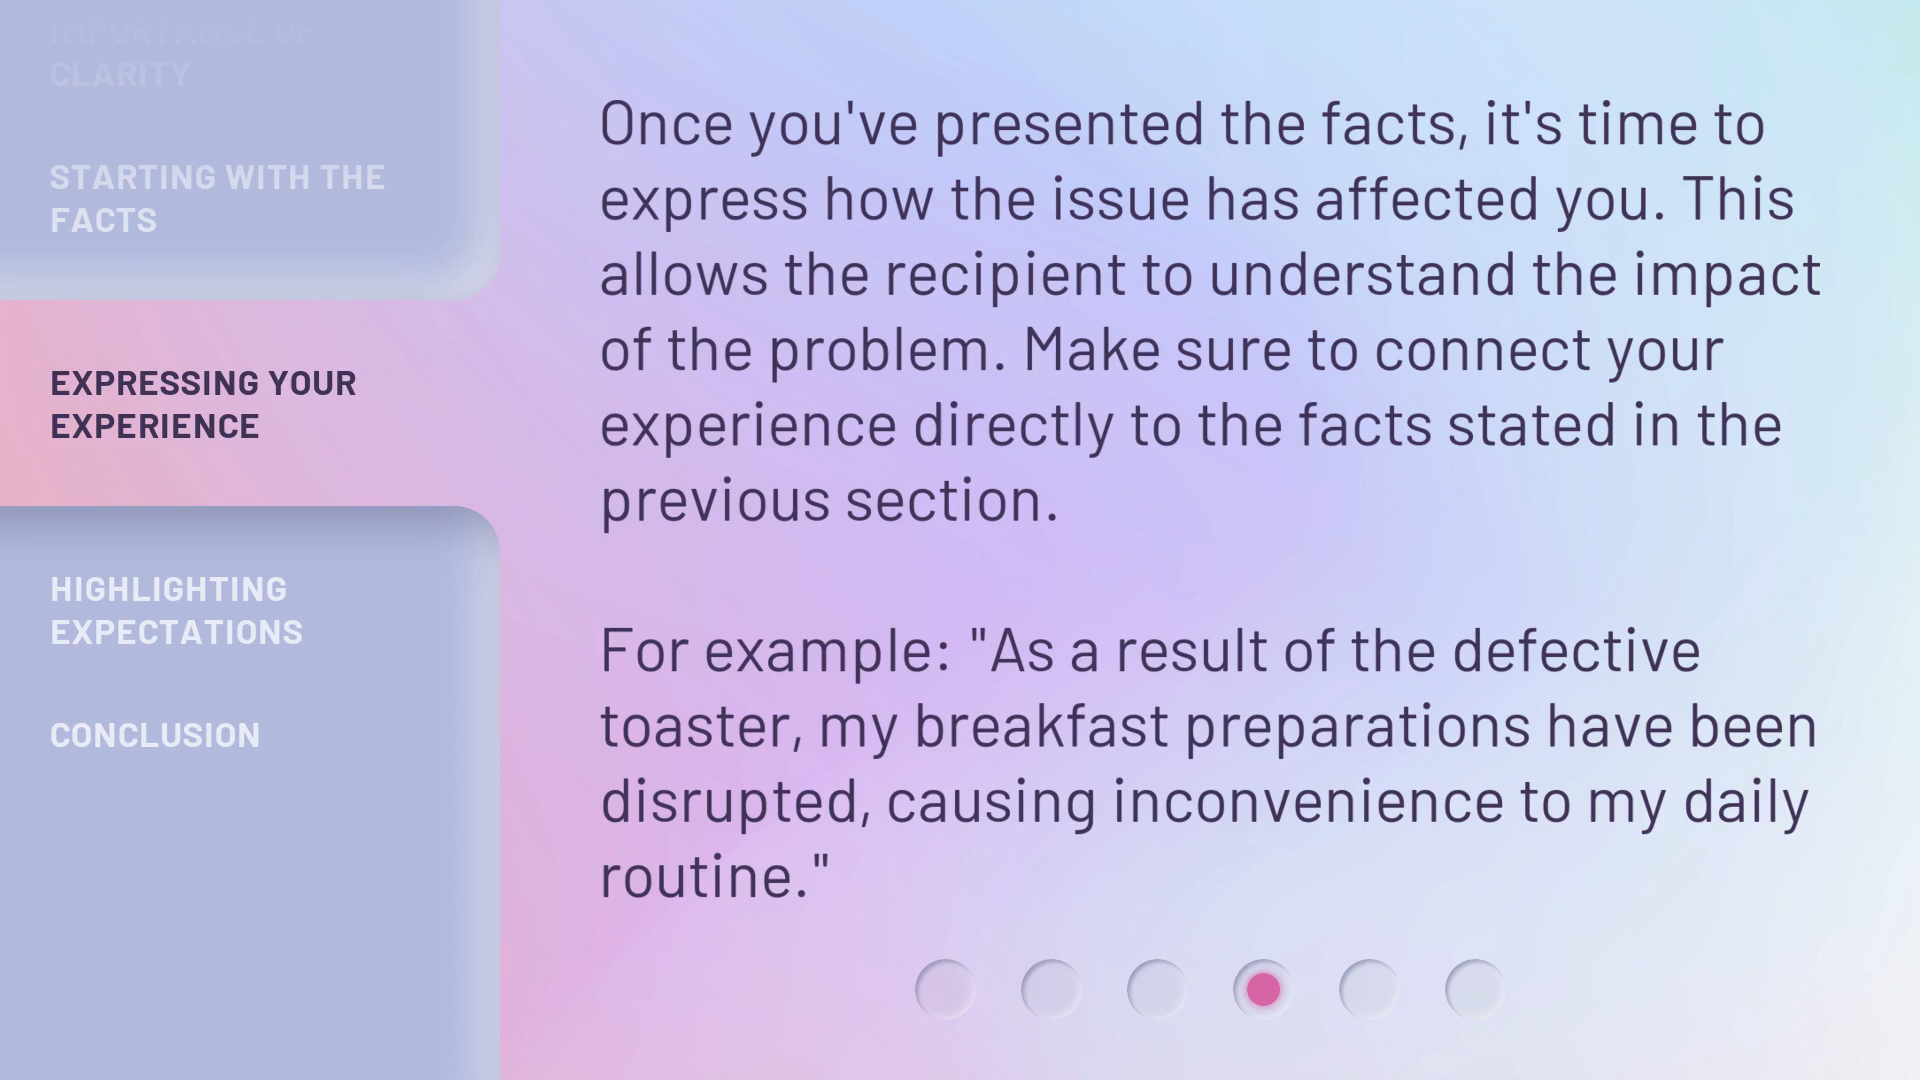 IMPORTANCE OF
CLARITY
STARTING WITH THE
FACTS
EXPRESSING YOUR
EXPERIENCE
HIGHLIGHTING
EXPECTATIONS
CONCLUSION
Once you've presented the facts, it's time to
express how the issue has affected you. This
allows the recipient to understand the impact
of the problem. Make sure to connect your
experience directly to the facts stated in the
previous section.
For example: "As a result of the defective
toaster, my breakfast preparations have been
disrupted, causing inconvenience to my daily
routine."